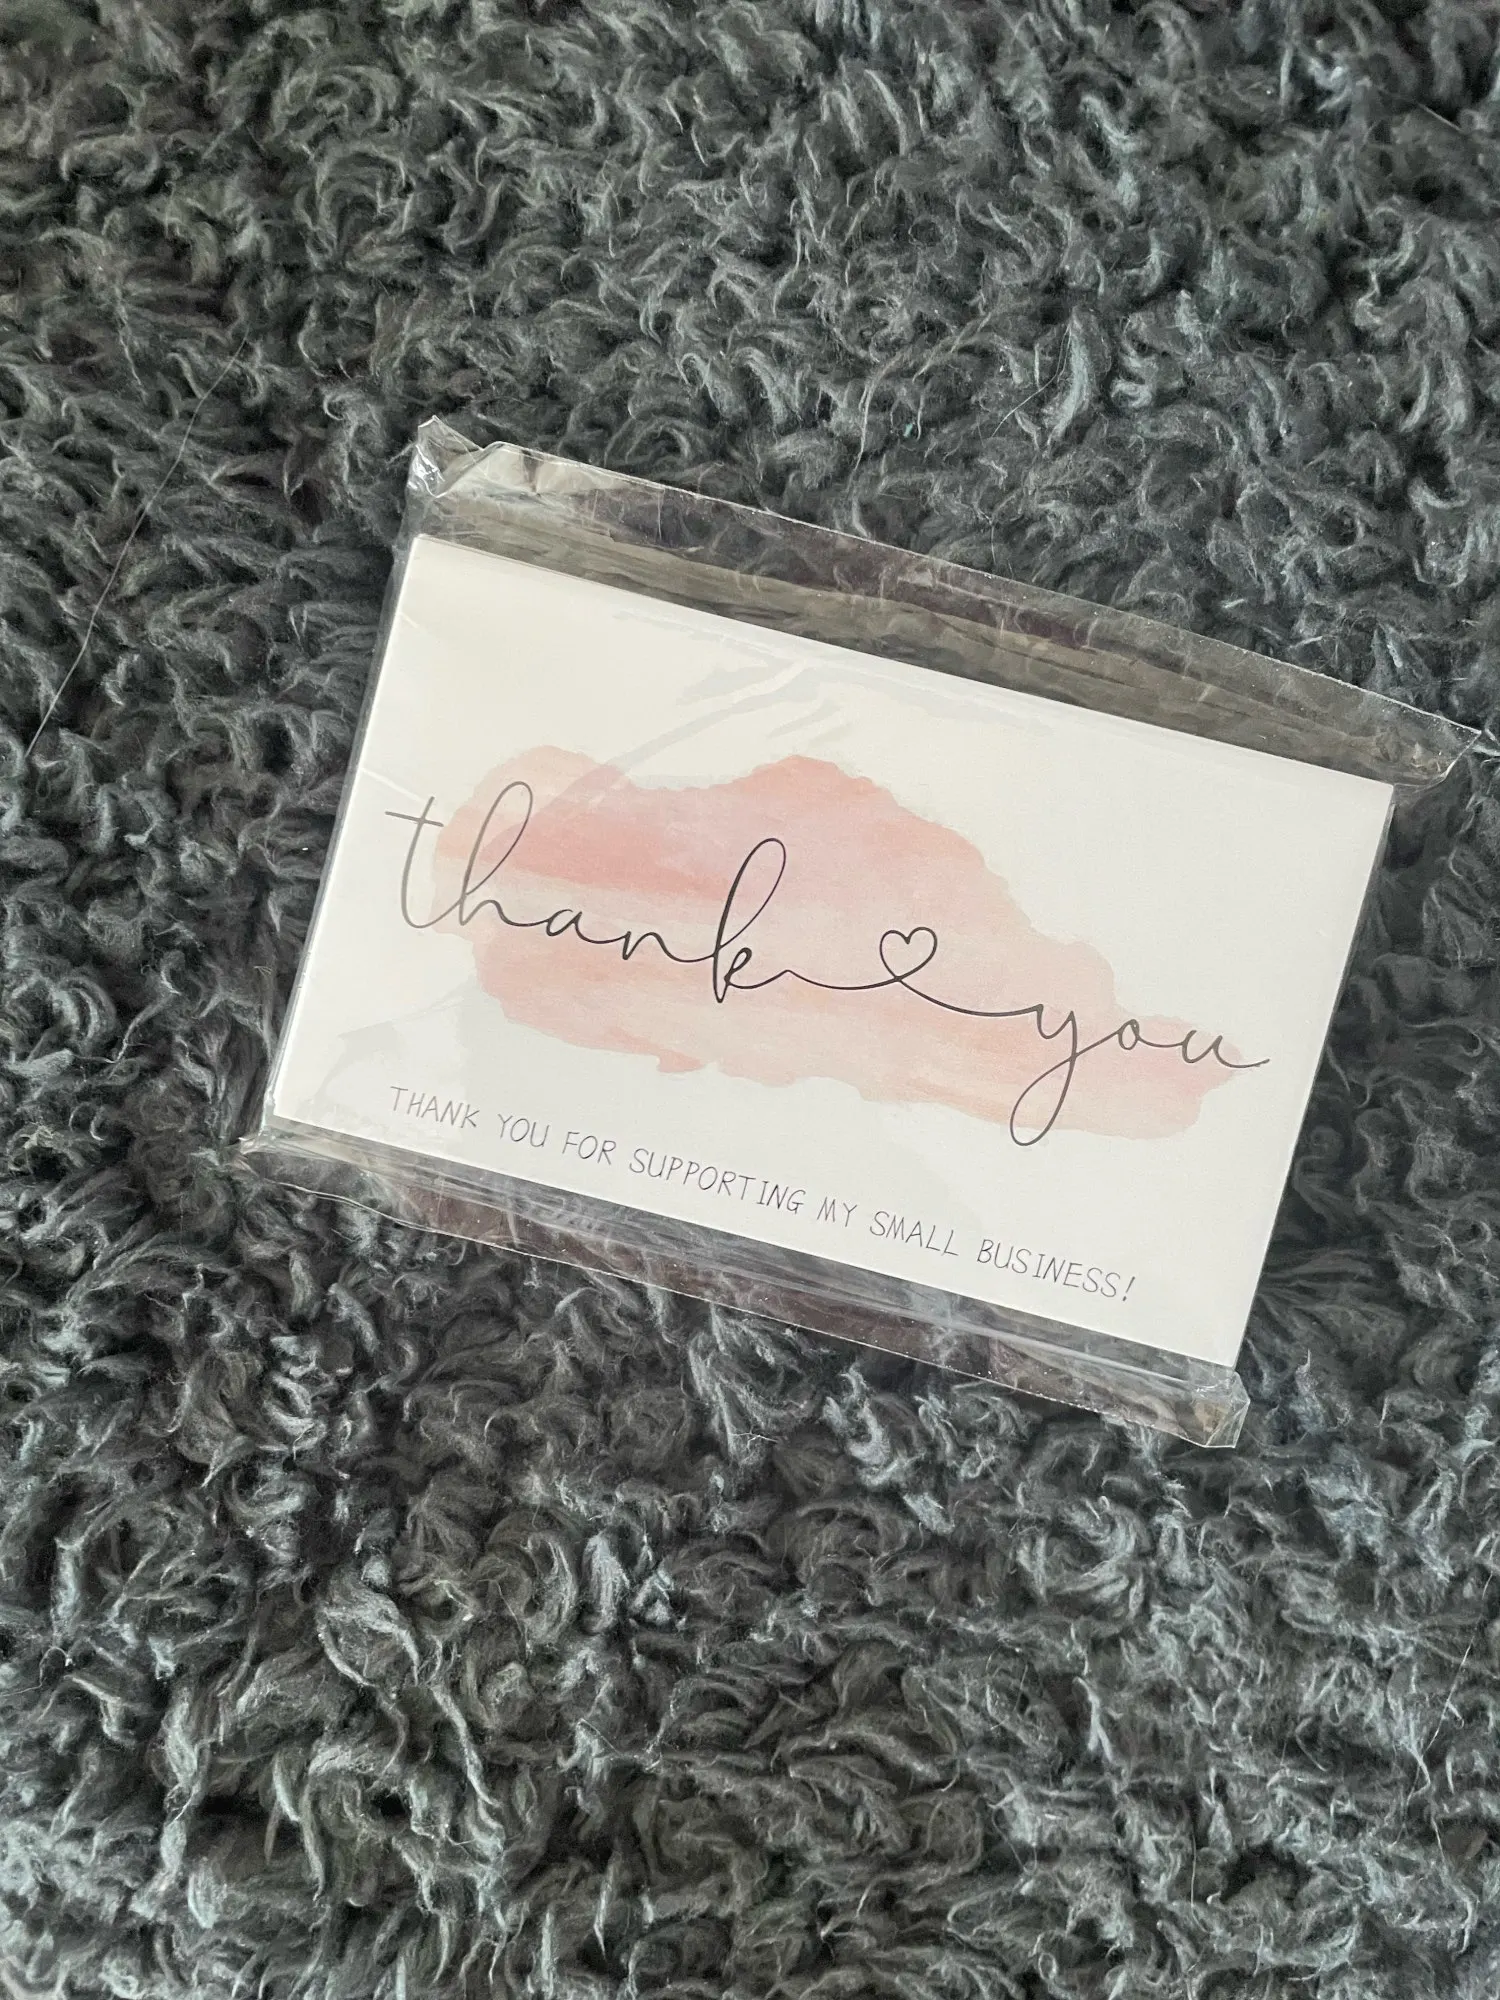 thank you
THANK YOU FOR SUPPORTING MY SMALL BUSINESS!